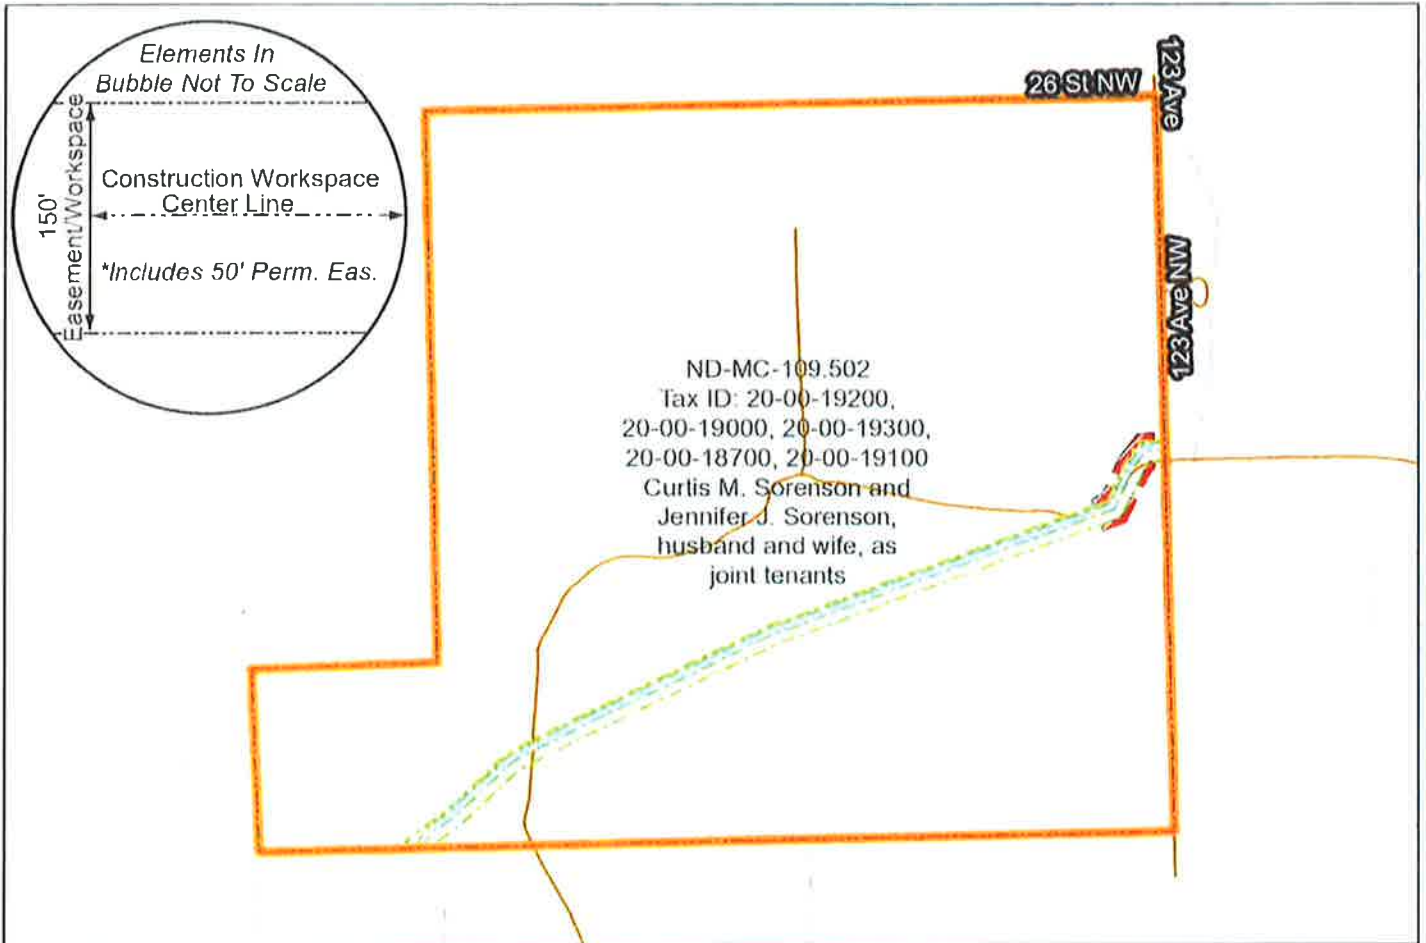 Elements In
Bubble Not To Scale
150'
Easement/Workspace
Construction Workspace
Center Line
*Includes 50' Perm. Eas.
26 St NW
123 Ave
123 Ave NW
ND-MC-109.502
Tax ID: 20-00-19200,
20-00-19000, 20-00-19300,
20-00-18700, 20-00-19100
Curtis M. Sorenson and
Jennifer J. Sorenson,
husband and wife, as
joint tenants